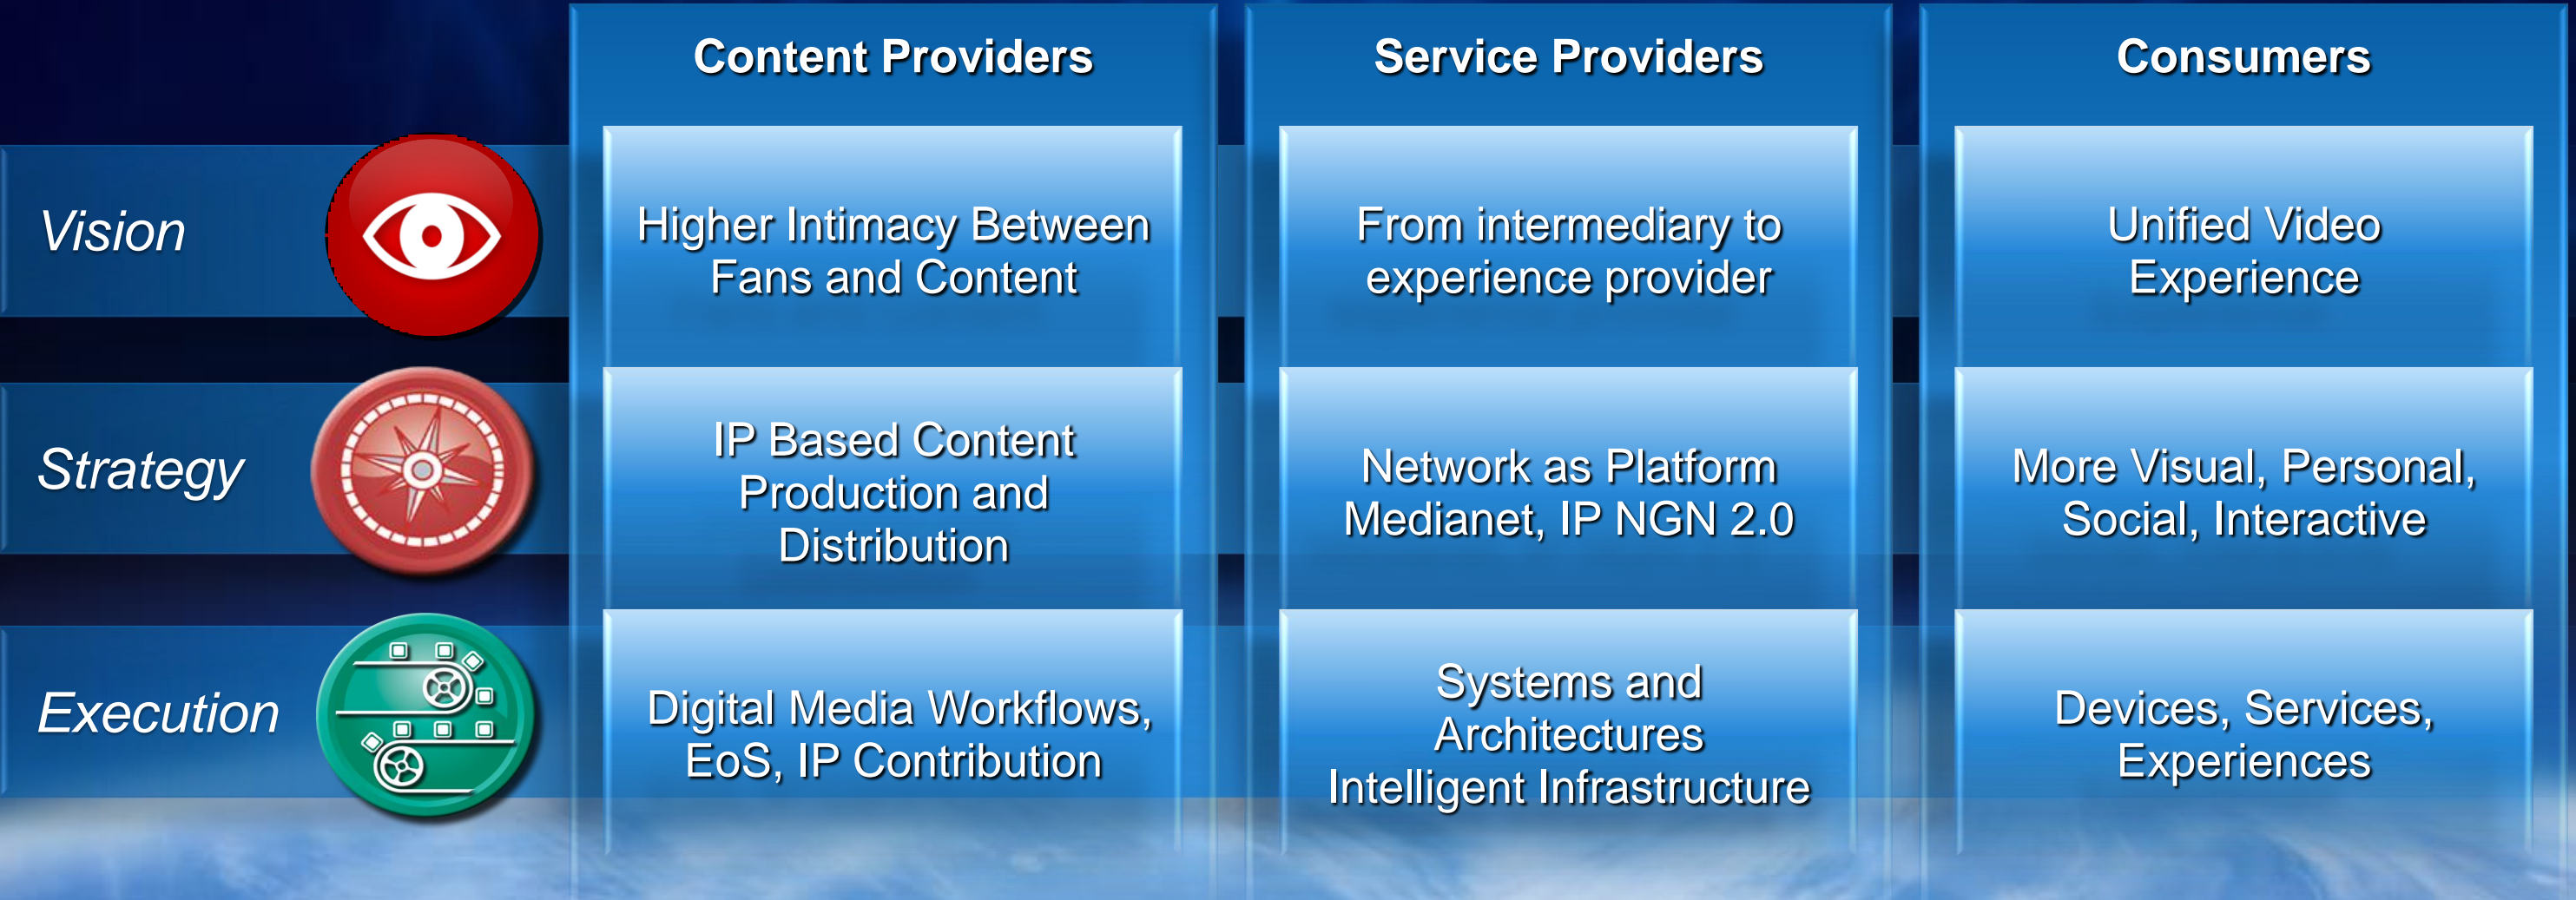 Content Providers
Service Providers
Consumers
Vision
Higher Intimacy Between
Fans and Content
From intermediary to
experience provider
Unified Video
Experience
Strategy
IP Based Content
Production and
Distribution
Network as Platform
Medianet, IP NGN 2.0
More Visual, Personal,
Social, Interactive
Execution
Digital Media Workflows,
EoS, IP Contribution
Systems and
Architectures
Intelligent Infrastructure
Devices, Services,
Experiences